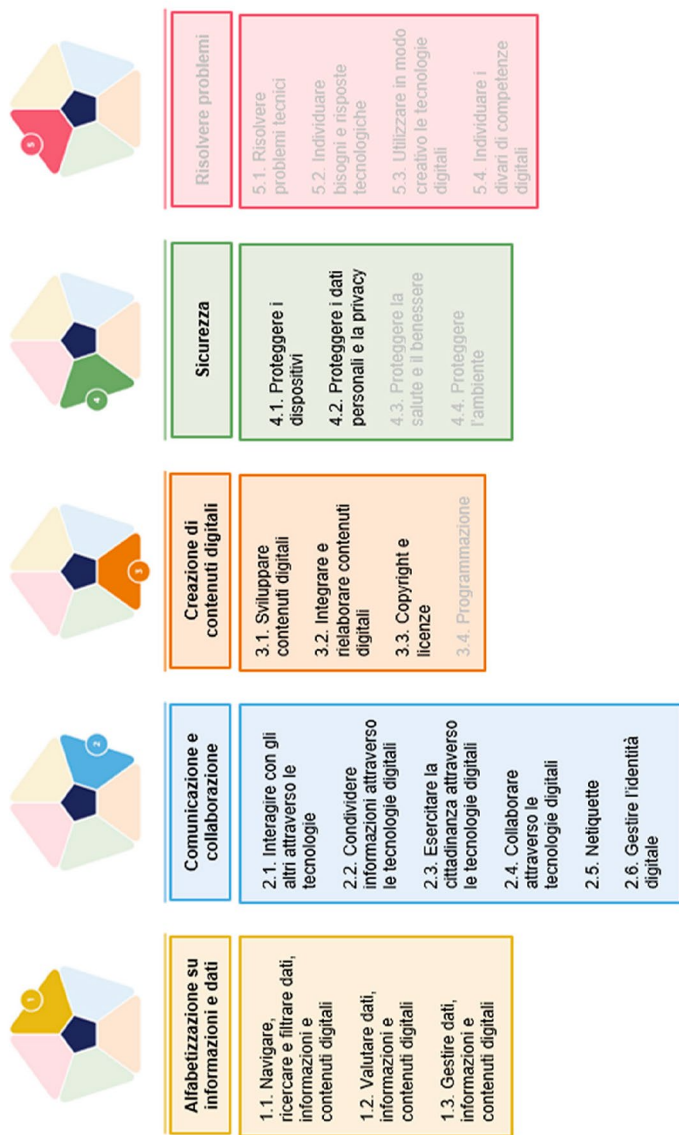 1
Alfabetizzazione su
informazioni e dati
1.1. Navigare,
ricercare e filtrare dati,
informazioni e
contenuti digitali
1.2. Valutare dati,
informazioni e
contenuti digitali
1.3. Gestire dati,
informazioni e
contenuti digitali
2
Comunicazione e
collaborazione
2.1. Interagire con gli
altri attraverso le
tecnologie
2.2. Condividere
informazioni attraverso
le tecnologie digitali
2.3. Esercitare la
cittadinanza attraverso
le tecnologie digitali
2.4. Collaborare
attraverso le
tecnologie digitali
2.5. Netiquette
2.6. Gestire l'identità
digitale
3
Creazione di
contenuti digitali
3.1. Sviluppare
contenuti digitali
3.2. Integrare e
rielaborare contenuti
digitali
3.3. Copyright e
licenze
3.4. Programmazione
4
Sicurezza
4.1. Proteggere i
dispositivi
4.2. Proteggere i dati
personali e la privacy
4.3. Proteggere la
salute e il benessere
4.4. Proteggere
l'ambiente
5
Risolvere problemi
5.1. Risolvere
problemi tecnici
5.2. Individuare
bisogni e risposte
tecnologiche
5.3. Utilizzare in modo
creativo le tecnologie
digitali
5.4. Individuare i
divari di competenze
digitali